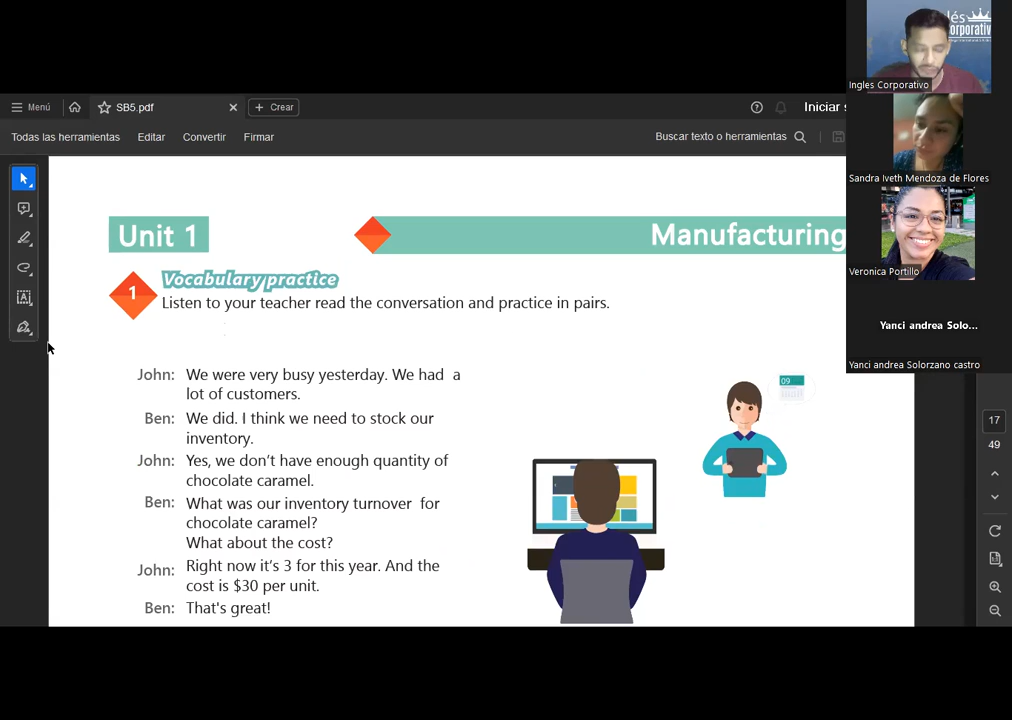 Menú
SB5.pdf
Crear
Iniciar s
Todas las herramientas
Editar
Convertir
Firmar
Buscar texto o herramientas
Unit 1
Manufacturing
1
Vocabulary practice
Listen to your teacher read the conversation and practice in pairs.
John: We were very busy yesterday. We had a
lot of customers.
Ben: We did. I think we need to stock our
inventory.
John: Yes, we don't have enough quantity of
chocolate caramel.
Ben: What was our inventory turnover for
chocolate caramel?
What about the cost?
John: Right now it's 3 for this year. And the
cost is $30 per unit.
Ben: That's great!
09
17
49
glés
orporativ
Ingles Corporativo
Sandra Iveth Mendoza de Flores
Veronica Portillo
Yanci andrea Solo...
Yanci andrea Solorzano castro